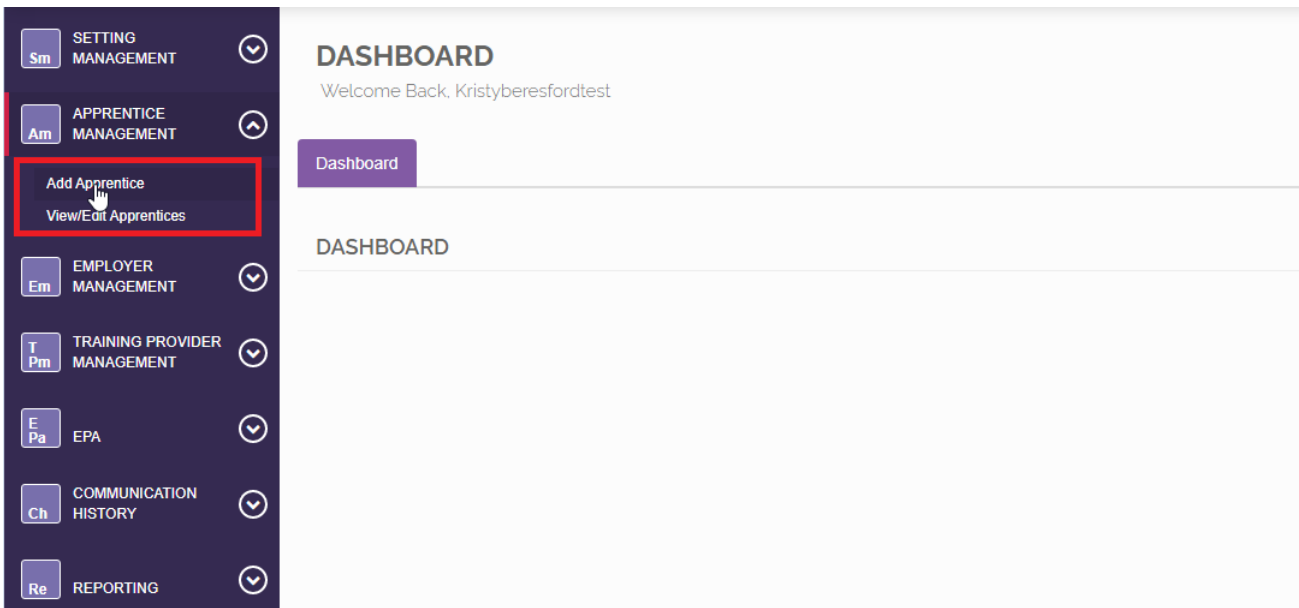 Sm
SETTING
MANAGEMENT
Am
APPRENTICE
MANAGEMENT
Add Apprentice
View/Edit Apprentices
Em
EMPLOYER
MANAGEMENT
T
Pm
TRAINING PROVIDER
MANAGEMENT
E
Pa
EPA
Ch
COMMUNICATION
HISTORY
Re
REPORTING
DASHBOARD
Welcome Back, Kristyberesfordtest
Dashboard
DASHBOARD